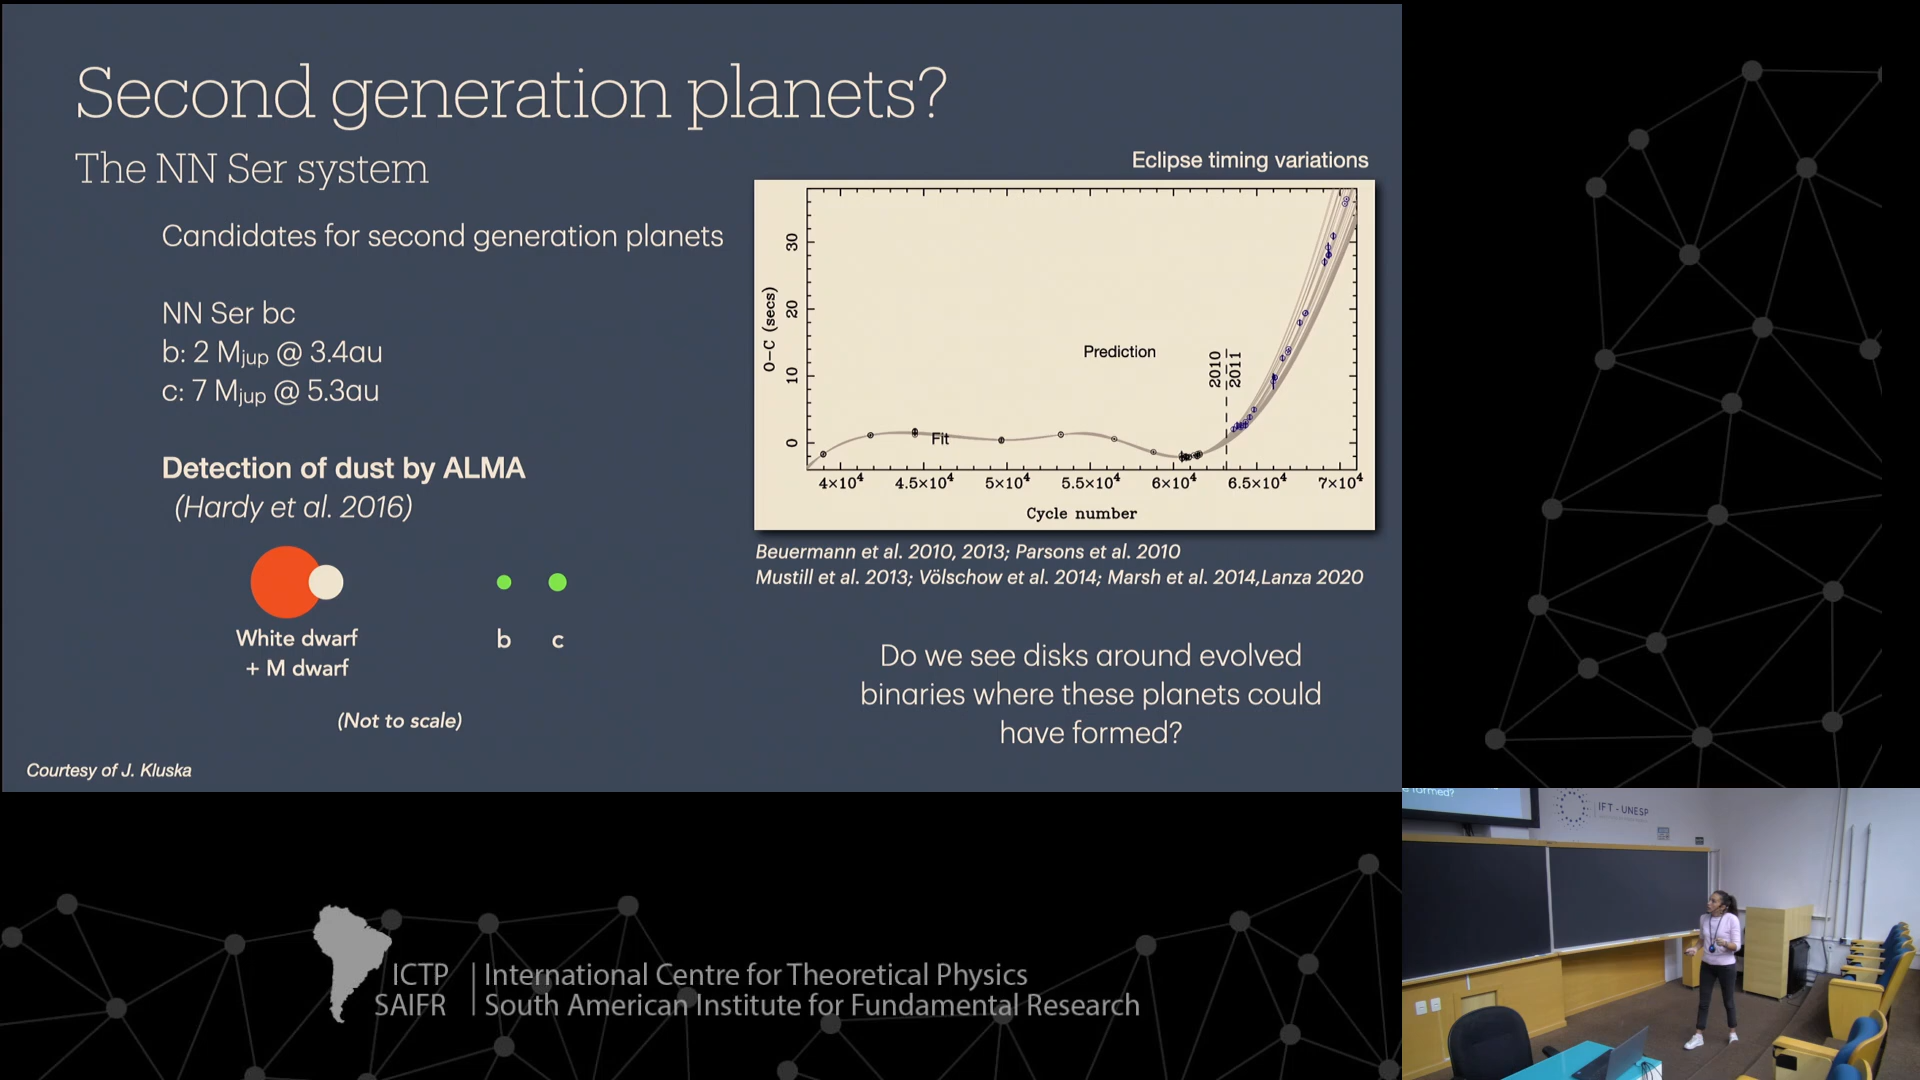 Second generation planets?
The NN Ser system
Candidates for second generation planets
NN Ser bc
b: 2 Mjup @ 3.4au
c: 7 Mjup @ 5.3au
Detection of dust by ALMA
(Hardy et al. 2016)
White dwarf
+ M dwarf
b
c
(Not to scale)
Courtesy of J. Kluska
Eclipse timing variations
O-C (secs)
30
20
10
0
Prediction
2010
2011
Fit
4×10⁴
4.5×10⁴
5×10⁴
5.5×10⁴
6×10⁴
6.5×10⁴
7×10⁴
Cycle number
Beuermann et al. 2010, 2013; Parsons et al. 2010
Mustill et al. 2013; Völschow et al. 2014; Marsh et al. 2014,Lanza 2020
Do we see disks around evolved
binaries where these planets could
have formed?
e formed?
IFT - UNESP
ICTP | International Centre for Theoretical Physics
SAIFR | South American Institute for Fundamental Research